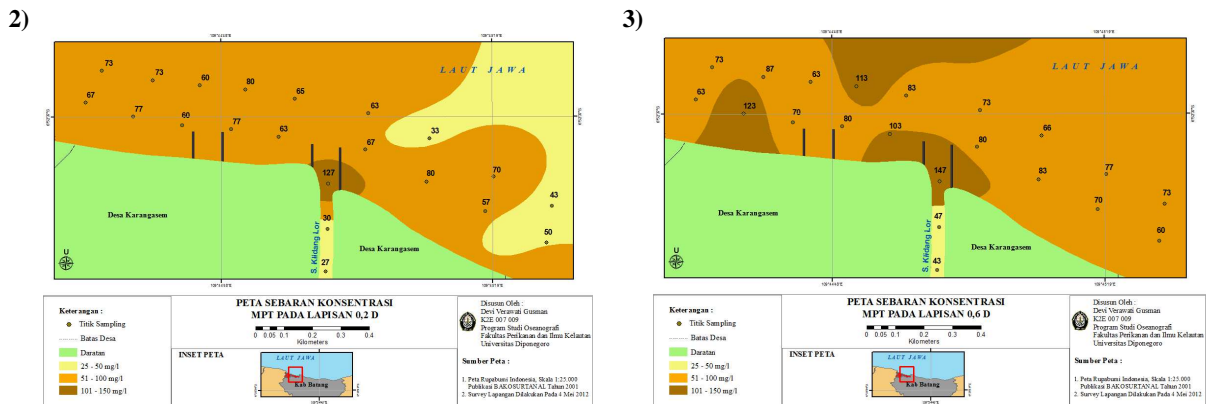 2)
73
73
60
80
65
67
77
60
77
63
63
67
33
80
70
57
43
50
127
30
27
LAUT JAWA
Desa Karangasem
Desa Karangasem
S. Klidang Lor
U
Keterangan :
Titik Sampling
Batas Desa
Daratan
25 - 50 mg/l
51 - 100 mg/l
101 - 150 mg/l
PETA SEBARAN KONSENTRASI
MPT PADA LAPISAN 0,2 D
0 0.05 0.1 0.2 0.3 0.4
Kilometers
INSET PETA
LAUT JAWA
Kab Batang
Disusun Oleh :
Devi Verawati Gusman
K2E 007 009
Program Studi Oseanografi
Fakultas Perikanan dan Ilmu Kelautan
Universitas Diponegoro
Sumber Peta :
1. Peta Rupabumi Indonesia, Skala 1:25.000
Publikasi BAKOSURTANAL Tahun 2001
2. Survey Lapangan Dilakukan Pada 4 Mei 2012
3)
73
87
63
113
83
63
123
70
80
103
73
80
66
83
77
70
73
60
147
47
43
LAUT JAWA
Desa Karangasem
Desa Karangasem
S. Klidang Lor
U
Keterangan :
Titik Sampling
Batas Desa
Daratan
25 - 50 mg/l
51 - 100 mg/l
101 - 150 mg/l
PETA SEBARAN KONSENTRASI
MPT PADA LAPISAN 0,6 D
0 0.05 0.1 0.2 0.3 0.4
Kilometers
INSET PETA
LAUT JAWA
Kab Batang
Disusun Oleh :
Devi Verawati Gusman
K2E 007 009
Program Studi Oseanografi
Fakultas Perikanan dan Ilmu Kelautan
Universitas Diponegoro
Sumber Peta :
1. Peta Rupabumi Indonesia, Skala 1:25.000
Publikasi BAKOSURTANAL Tahun 2001
2. Survey Lapangan Dilakukan Pada 4 Mei 2012